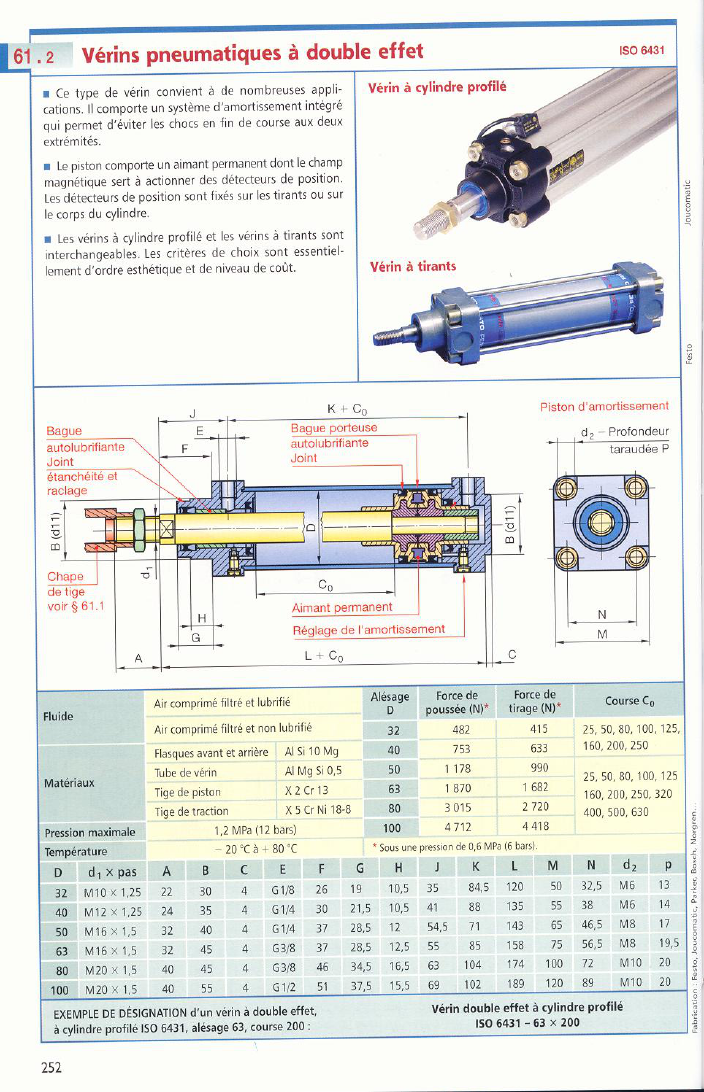 61.2 Vérins pneumatiques à double effet ISO 6431
■ Ce type de vérin convient à de nombreuses appli-
cations. Il comporte un système d'amortissement intégré
qui permet d'éviter les chocs en fin de course aux deux
extrémités.
■ Le piston comporte un aimant permanent dont le champ
magnétique sert à actionner des détecteurs de position.
Les détecteurs de position sont fixés sur les tirants ou sur
le corps du cylindre.
■ Les vérins à cylindre profilé et les vérins à tirants sont
interchangeables. Les critères de choix sont essentiel-
lement d'ordre esthétique et de niveau de coût.
Vérin à cylindre profilé
Joucomatic
Vérin à tirants
Festo
J
K + C0
E
F
Bague
autolubrifiante
Joint
étanchéité et
raclage
Bague porteuse
autolubrifiante
Joint
Piston d'amortissement
d2 – Profondeur
taraudée P
B (d11)
d1
D
B (d11)
Chape
de tige
voir § 61.1
C0
Aimant permanent
Réglage de l'amortissement
H
G
A
L + C0
C
N
M
Fluide
Air comprimé filtré et lubrifié
Air comprimé filtré et non lubrifié
Matériaux
Flasques avant et arrière Al Si 10 Mg
Tube de vérin Al Mg Si 0,5
Tige de piston X 2 Cr 13
Tige de traction X 5 Cr Ni 18-8
Pression maximale 1,2 MPa (12 bars)
Température – 20 °C à + 80 °C
Alésage D Force de poussée (N)* Force de tirage (N)* Course C0
32 482 415 25, 50, 80, 100, 125,
40 753 633 160, 200, 250
50 1 178 990 25, 50, 80, 100, 125
63 1 870 1 682 160, 200, 250, 320
80 3 015 2 720 400, 500, 630
100 4 712 4 418
* Sous une pression de 0,6 MPa (6 bars).
D d1 x pas A B C E F G H J K L M N d2 P
32 M10 × 1,25 22 30 4 G1/8 26 19 10,5 35 84,5 120 50 32,5 M6 13
40 M12 × 1,25 24 35 4 G1/4 30 21,5 10,5 41 88 135 55 38 M6 14
50 M16 × 1,5 32 40 4 G1/4 37 28,5 12 54,5 71 143 65 46,5 M8 17
63 M16 × 1,5 32 45 4 G3/8 37 28,5 12,5 55 85 158 75 56,5 M8 19,5
80 M20 × 1,5 40 45 4 G3/8 46 34,5 16,5 63 104 174 100 72 M10 20
100 M20 × 1,5 40 55 4 G1/2 51 37,5 15,5 69 102 189 120 89 M10 20
EXEMPLE DE DÉSIGNATION d'un vérin à double effet,
à cylindre profilé ISO 6431, alésage 63, course 200 :
Vérin double effet à cylindre profilé
ISO 6431 – 63 × 200
Fabrication : Festo, Joucomatic, Parker, Bosch, Norgren...
252